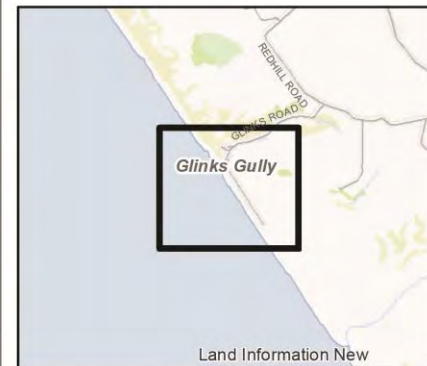 REDHILL ROAD
GLINKS ROAD
Glinks Gully
Land Information New